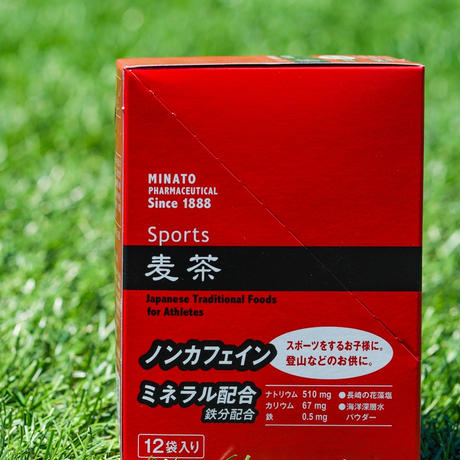 MINATO
PHARMACEUTICAL
Since 1888
Sports
麦茶
Japanese Traditional Foods
for Athletes
ノンカフェイン
スポーツをするお子様に。
登山などのお供に。
ミネラル配合
鉄分配合
ナトリウム 510 mg ●長崎の花藻塩
カリウム 67 mg ●海洋深層水
鉄 0.5 mg パウダー
12袋入り